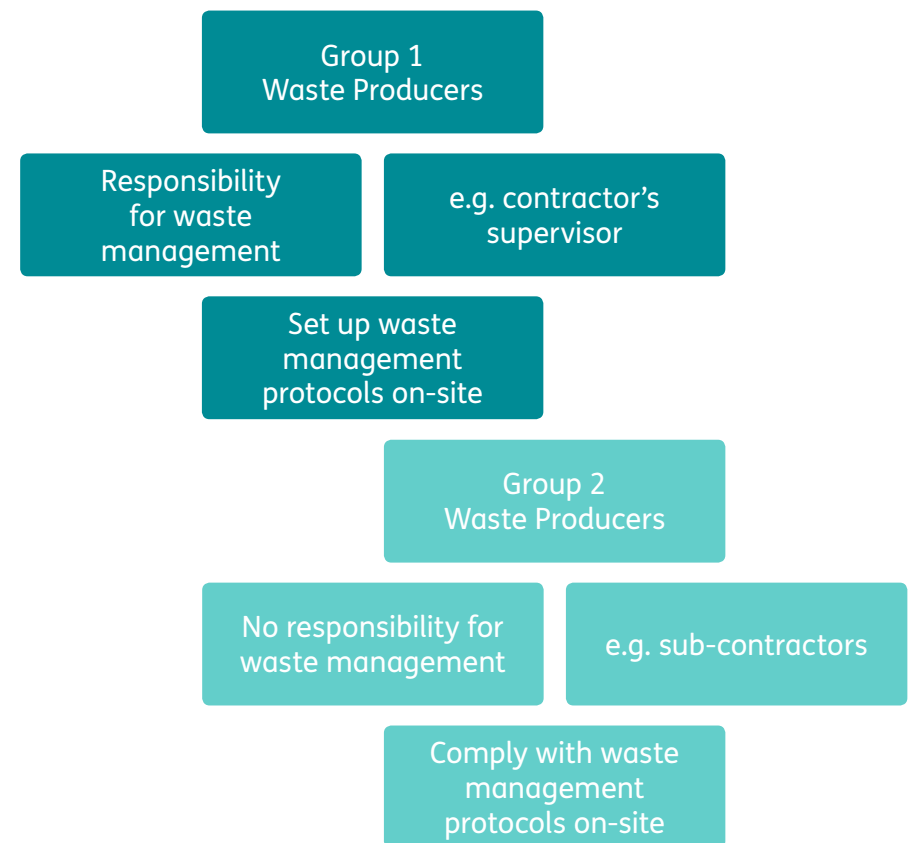 Group 1
Waste Producers
Responsibility
for waste
management
e.g. contractor’s
supervisor
Set up waste
management
protocols on-site
Group 2
Waste Producers
No responsibility for
waste management
e.g. sub-contractors
Comply with waste
management
protocols on-site